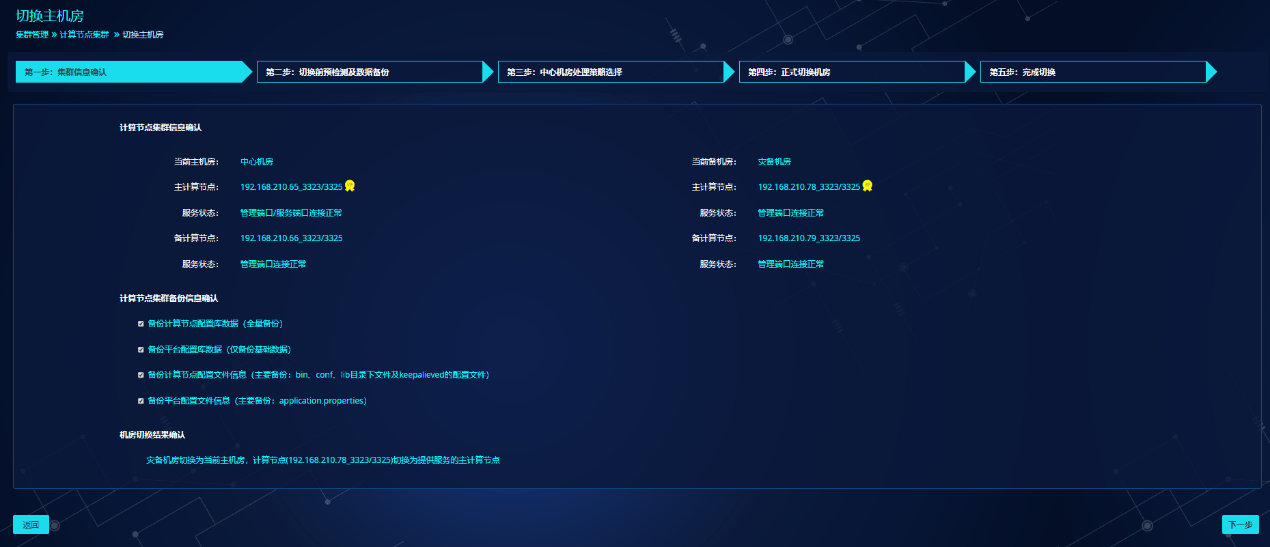 切换主机房
集群管理 » 计算节点集群 » 切换主机房
第一步：集群信息确认
第二步：切换前预检测及数据备份
第三步：中心机房处理策略选择
第四步：正式切换机房
第五步：完成切换
计算节点集群信息确认
当前主机房： 中心机房
当前备机房： 灾备机房
主计算节点： 192.168.210.65_3323/3325
主计算节点： 192.168.210.78_3323/3325
服务状态： 管理端口/服务端口连接正常
服务状态： 管理端口连接正常
备计算节点： 192.168.210.66_3323/3325
备计算节点： 192.168.210.79_3323/3325
服务状态： 管理端口连接正常
服务状态： 管理端口连接正常
计算节点集群备份信息确认
备份计算节点配置库数据（全量备份）
备份平台配置库数据（仅备份基础数据）
备份计算节点配置文件信息（主要备份：bin、conf、lib目录下文件及keepalieved的配置文件）
备份平台配置文件信息（主要备份：application.properties）
机房切换结果确认
灾备机房切换为当前主机房，计算节点(192.168.210.78_3323/3325)切换为提供服务的主计算节点
返回
下一步